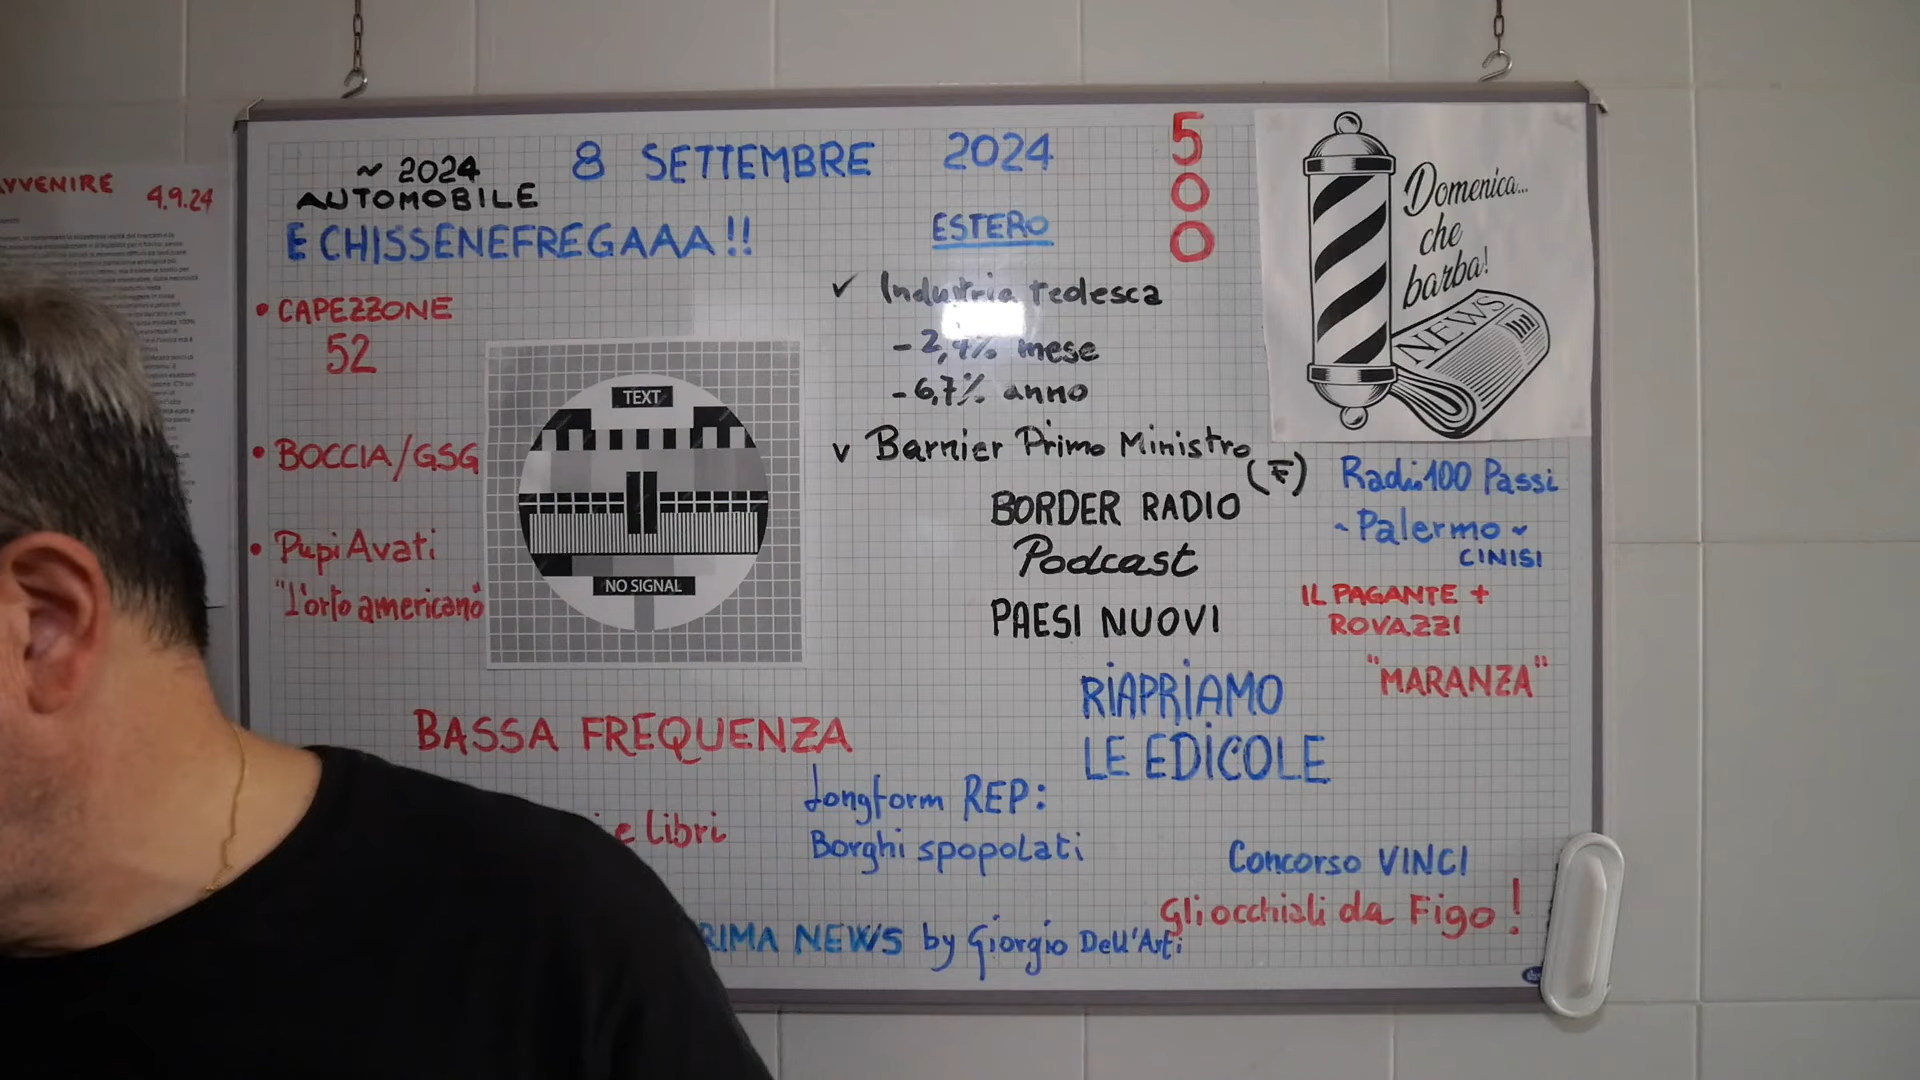 VVENIRE 4.9.24
~ 2024
AUTOMOBILE
8 SETTEMBRE 2024
E CHISSENEFREGAAA!!
• CAPEZZONE
52
• BOCCIA/GSG
• Pupi Avati
"L'orto americano"
TEXT
NO SIGNAL
ESTERO
✓ Industria tedesca
- 2,4% mese
- 6,7% anno
v Barnier Primo Ministro
(F)
BORDER RADIO
Podcast
PAESI NUOVI
5
0
0
Domenica...
che
barba!
NEWS
Radio 100 Passi
~ Palermo ~
CINISI
IL PAGANTE +
ROVAZZI
"MARANZA"
RIAPRIAMO
LE EDICOLE
BASSA FREQUENZA
e libri
Longform REP:
Borghi spopolati
Concorso VINCI
Gli occhiali da Figo!
RIMA NEWS by Giorgio Dell'Arti